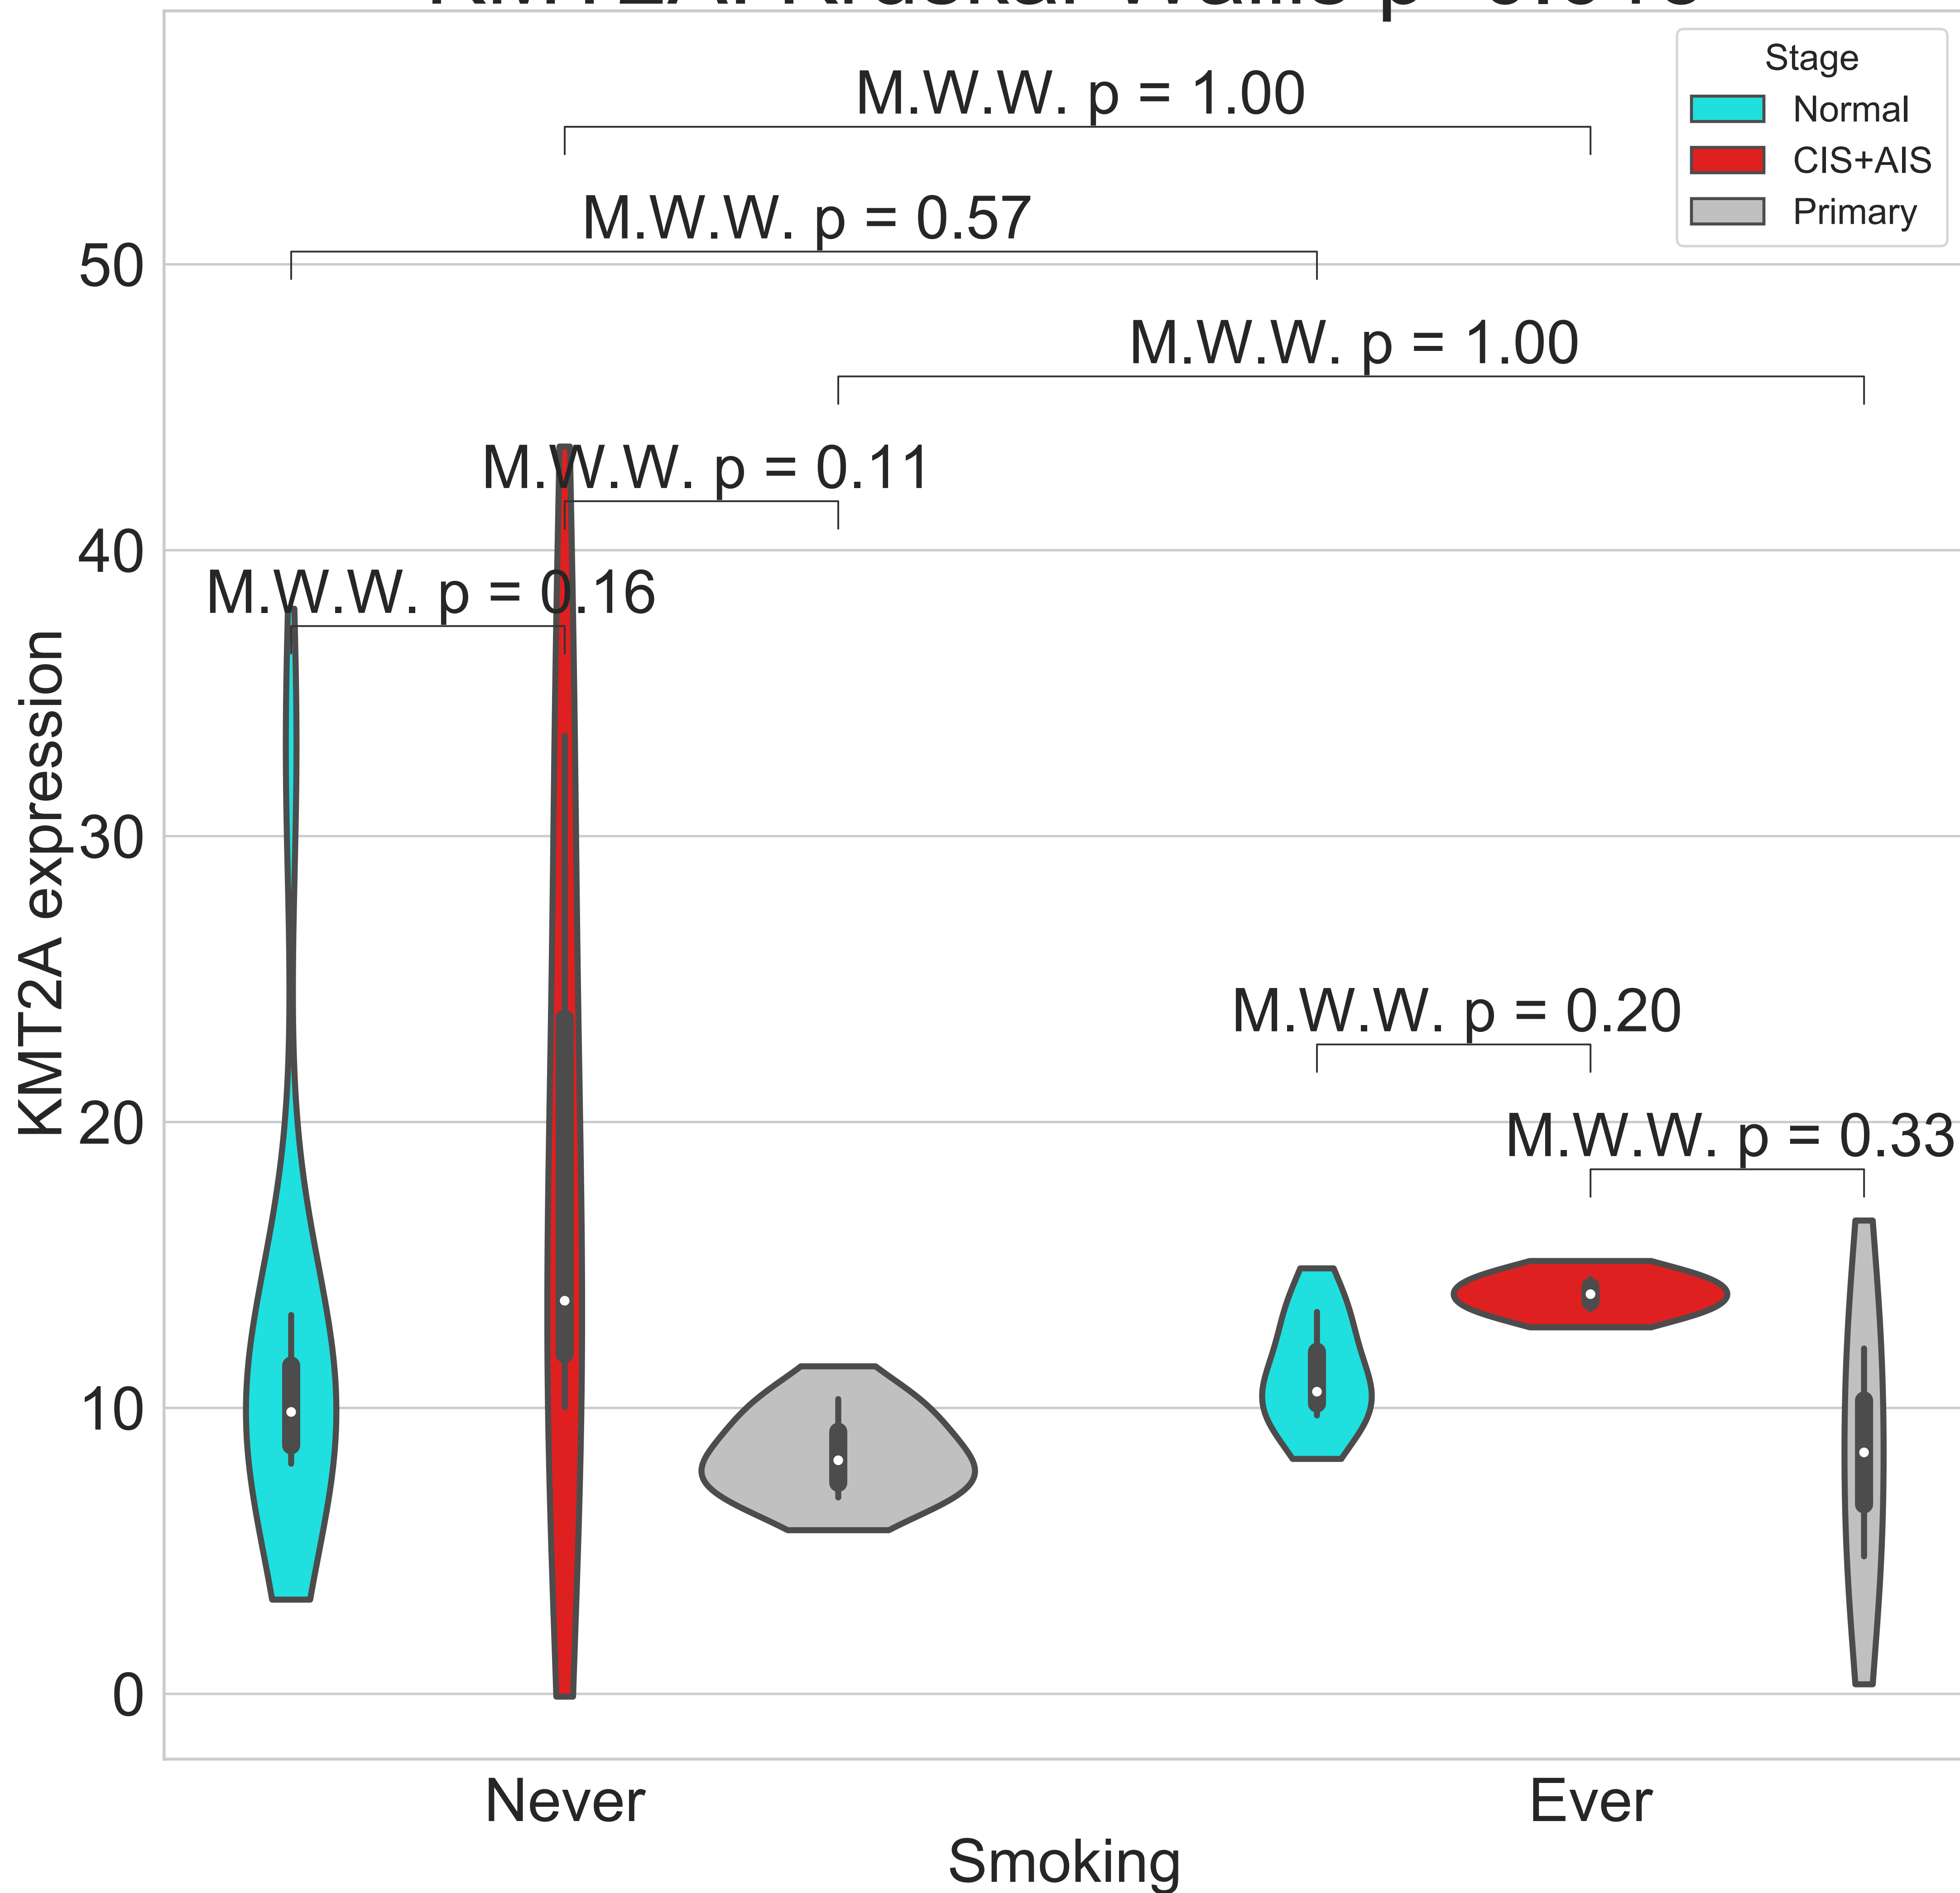 Stage
Normal
CIS+AIS
Primary
M.W.W. p = 1.00
M.W.W. p = 0.57
M.W.W. p = 1.00
M.W.W. p = 0.11
M.W.W. p = 0.16
M.W.W. p = 0.20
M.W.W. p = 0.33
KMT2A expression
50
40
30
20
10
0
Never
Ever
Smoking